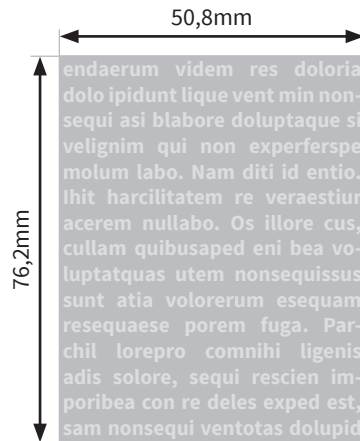 50,8mm
76,2mm
endaerum videm res doloria
dolo ipidunt lique vent min non-
sequi asi blabore doluptaque si
velignim qui non experferspe
molum labo. Nam diti id entio.
Ihit harcilitatem re veraestiur
acerem nullabo. Os illore cus,
cullam quibusaped eni bea vo-
luptatquas utem nonsequissus
sunt atia volorerum esequam
resequaese porem fuga. Par-
chil lorepro comnihi ligenis
adis solore, sequi rescien im-
poribea con re deles exped est,
sam nonsequi ventotas dolupid